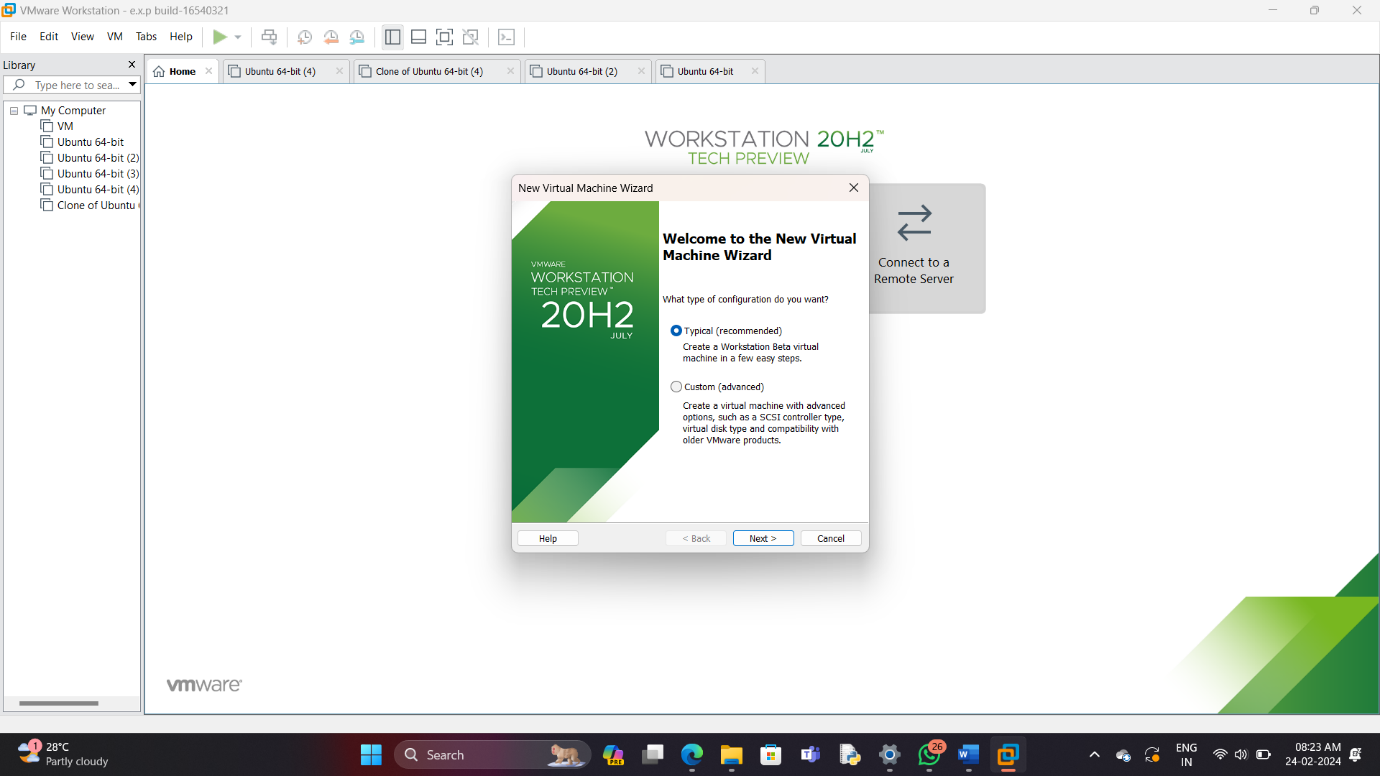 VMware Workstation - e.x.p build-16540321
File Edit View VM Tabs Help
Library
Type here to sea...
My Computer
VM
Ubuntu 64-bit
Ubuntu 64-bit (2)
Ubuntu 64-bit (3)
Ubuntu 64-bit (4)
Clone of Ubuntu
Home
Ubuntu 64-bit (4)
Clone of Ubuntu 64-bit (4)
Ubuntu 64-bit (2)
Ubuntu 64-bit
WORKSTATION 20H2™
JULY
TECH PREVIEW
Connect to a
Remote Server
New Virtual Machine Wizard
VMWARE
WORKSTATION
TECH PREVIEW™
20H2
JULY
Welcome to the New Virtual
Machine Wizard
What type of configuration do you want?
Typical (recommended)
Create a Workstation Beta virtual
machine in a few easy steps.
Custom (advanced)
Create a virtual machine with advanced
options, such as a SCSI controller type,
virtual disk type and compatibility with
older VMware products.
Help
< Back
Next >
Cancel
vmware®
1
28°C
Partly cloudy
Search
PRE
26
ENG
IN
08:23 AM
24-02-2024